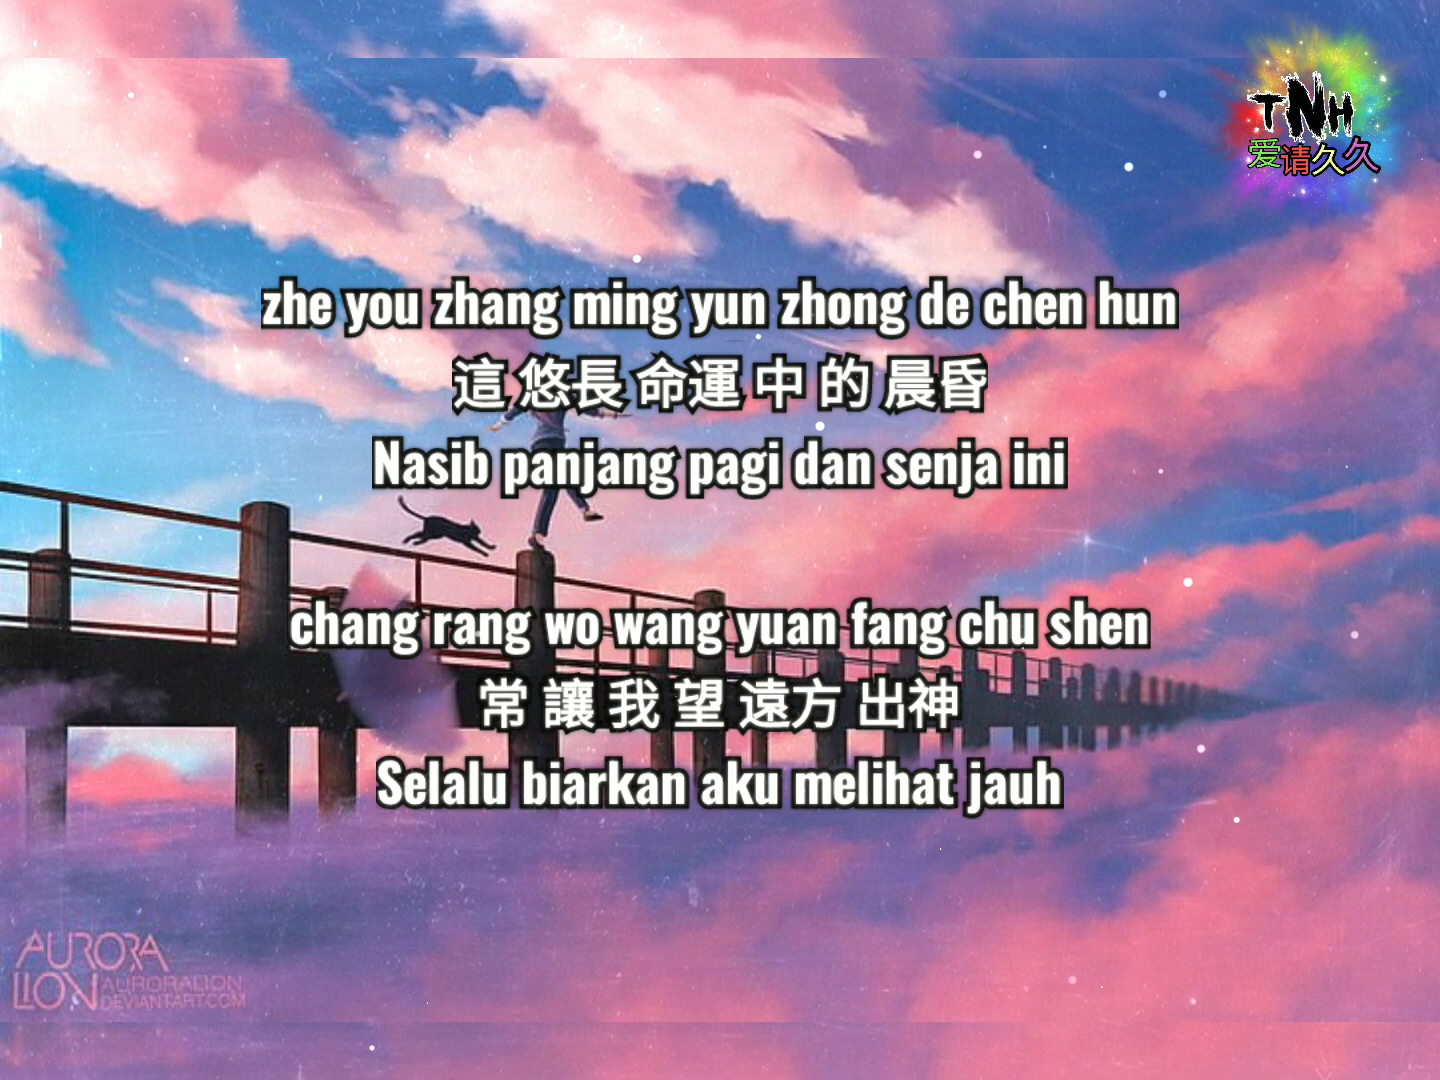 TNH
爱请久久
zhe you zhang ming yun zhong de chen hun
這 悠長 命運 中 的 晨昏
Nasib panjang pagi dan senja ini
chang rang wo wang yuan fang chu shen
常 讓 我 望 遠方 出神
Selalu biarkan aku melihat jauh
AURORA
LION AURORALION
DEVIANTART.COM